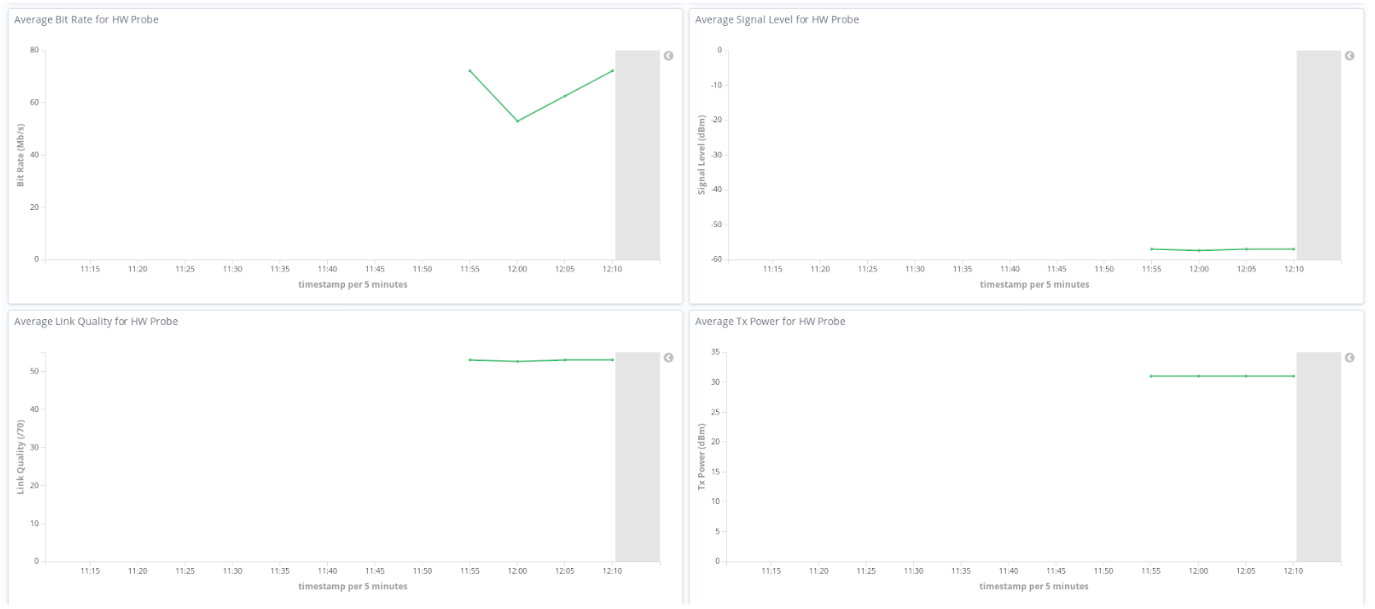 Average Bit Rate for HW Probe
80
60
40
20
0
Bit Rate (Mb/s)
11:15 11:20 11:25 11:30 11:35 11:40 11:45 11:50 11:55 12:00 12:05 12:10
timestamp per 5 minutes
Average Signal Level for HW Probe
0
-10
-20
-30
-40
-50
-60
Signal Level (dBm)
11:15 11:20 11:25 11:30 11:35 11:40 11:45 11:50 11:55 12:00 12:05 12:10
timestamp per 5 minutes
Average Link Quality for HW Probe
50
40
30
20
10
0
Link Quality (/70)
11:15 11:20 11:25 11:30 11:35 11:40 11:45 11:50 11:55 12:00 12:05 12:10
timestamp per 5 minutes
Average Tx Power for HW Probe
35
30
25
20
15
10
5
0
Tx Power (dBm)
11:15 11:20 11:25 11:30 11:35 11:40 11:45 11:50 11:55 12:00 12:05 12:10
timestamp per 5 minutes